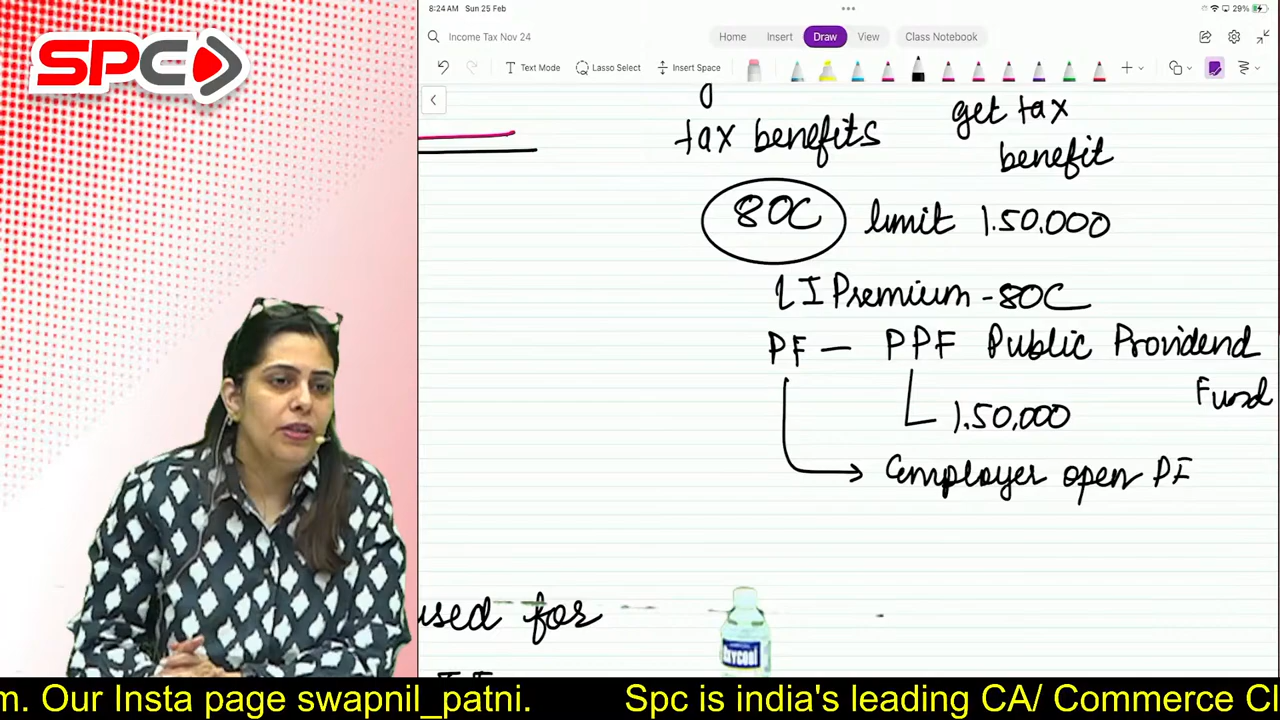 8:24 AM Sun 25 Feb
29%
SPC
Income Tax Nov 24
Home Insert Draw View Class Notebook
Text Mode Lasso Select Insert Space
tax benefits
get tax
benefit
80C limit 1.50.000
LI Premium - 80C
PF - PPF Public Providend
Fund
1.50,000
employer open PF
used for
OXYCOOL
m. Our Insta page swapnil_patni. Spc is india's leading CA/ Commerce Cl